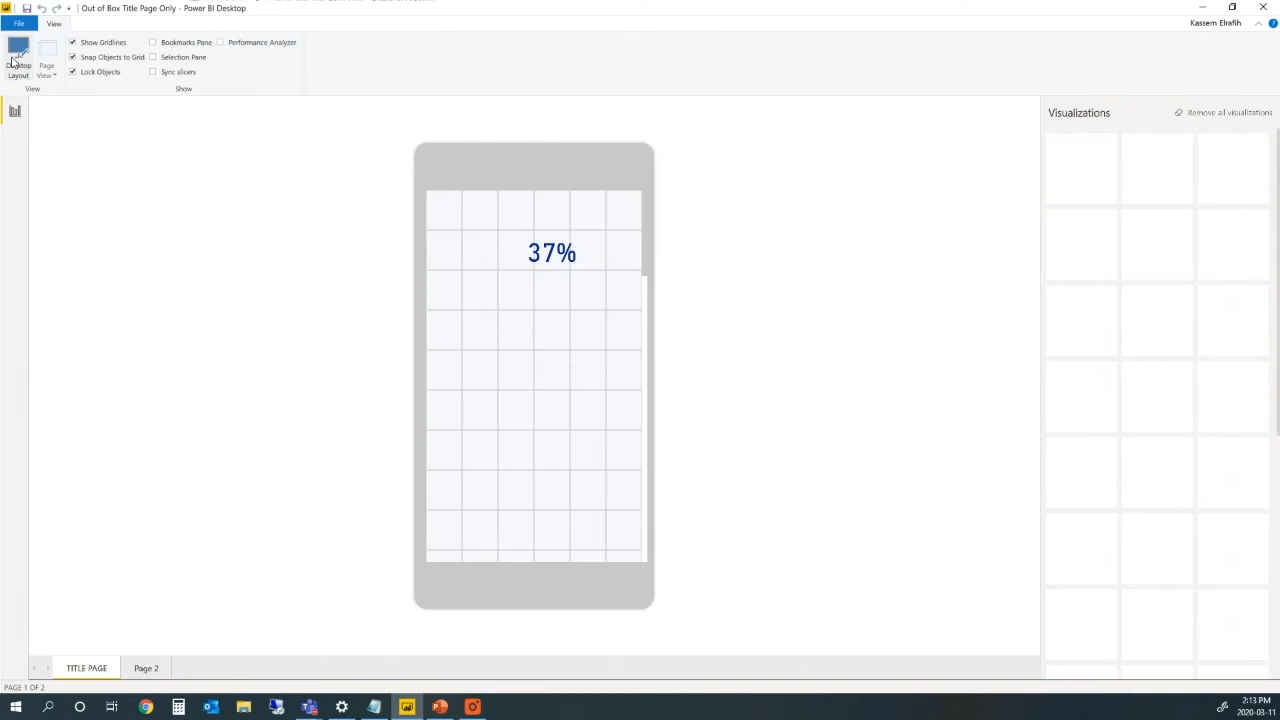 Out of Box Title Page Only - Power BI Desktop
File
View
Kassem Elrafih
Show Gridlines
Bookmarks Pane
Performance Analyzer
Snap Objects to Grid
Selection Pane
Desktop
Layout
Page
View
Lock Objects
Sync slicers
View
Show
Visualizations
Remove all visualizations
37%
TITLE PAGE
Page 2
PAGE 1 OF 2
2:13 PM
2020-03-11